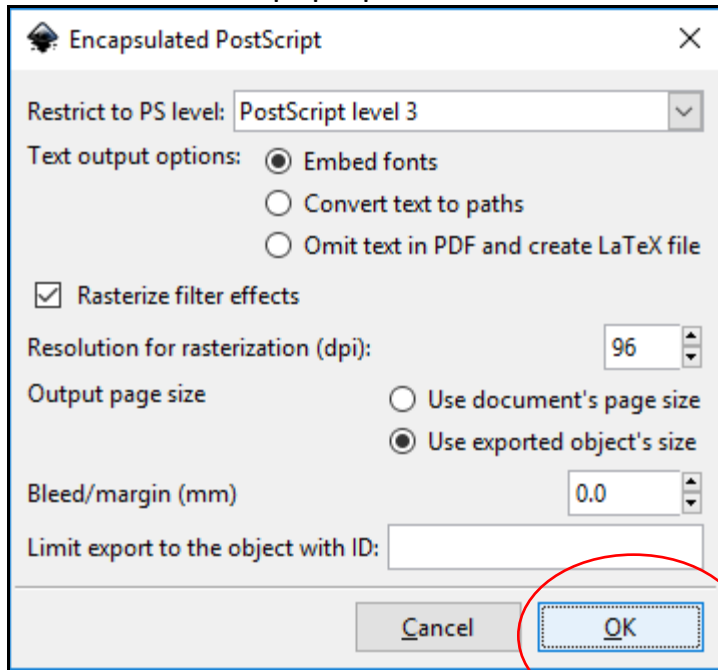 Encapsulated PostScript
Restrict to PS level: PostScript level 3
Text output options: Embed fonts
Convert text to paths
Omit text in PDF and create LaTeX file
Rasterize filter effects
Resolution for rasterization (dpi): 96
Output page size Use document's page size
Use exported object's size
Bleed/margin (mm) 0.0
Limit export to the object with ID:
Cancel OK